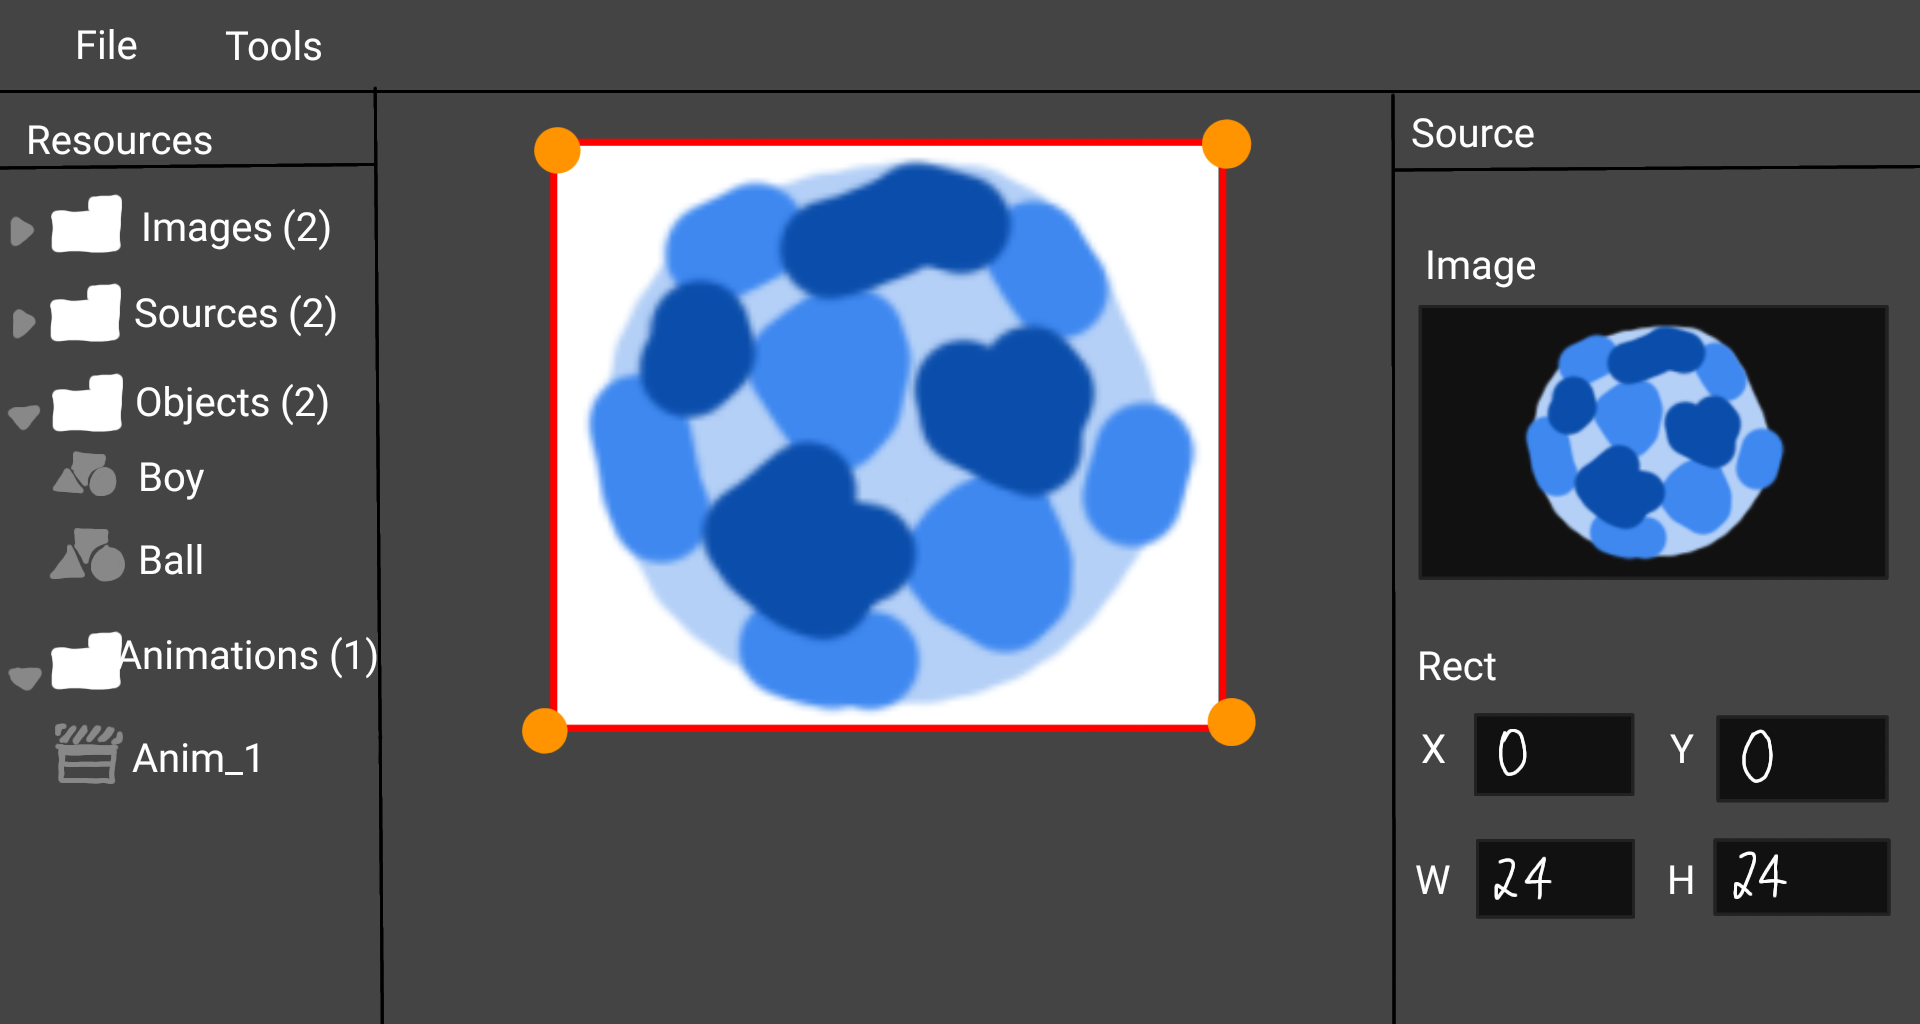 File Tools
Resources
Images (2)
Sources (2)
Objects (2)
Boy
Ball
Animations (1)
Anim_1
Source
Image
Rect
X 0 Y 0
W 24 H 24